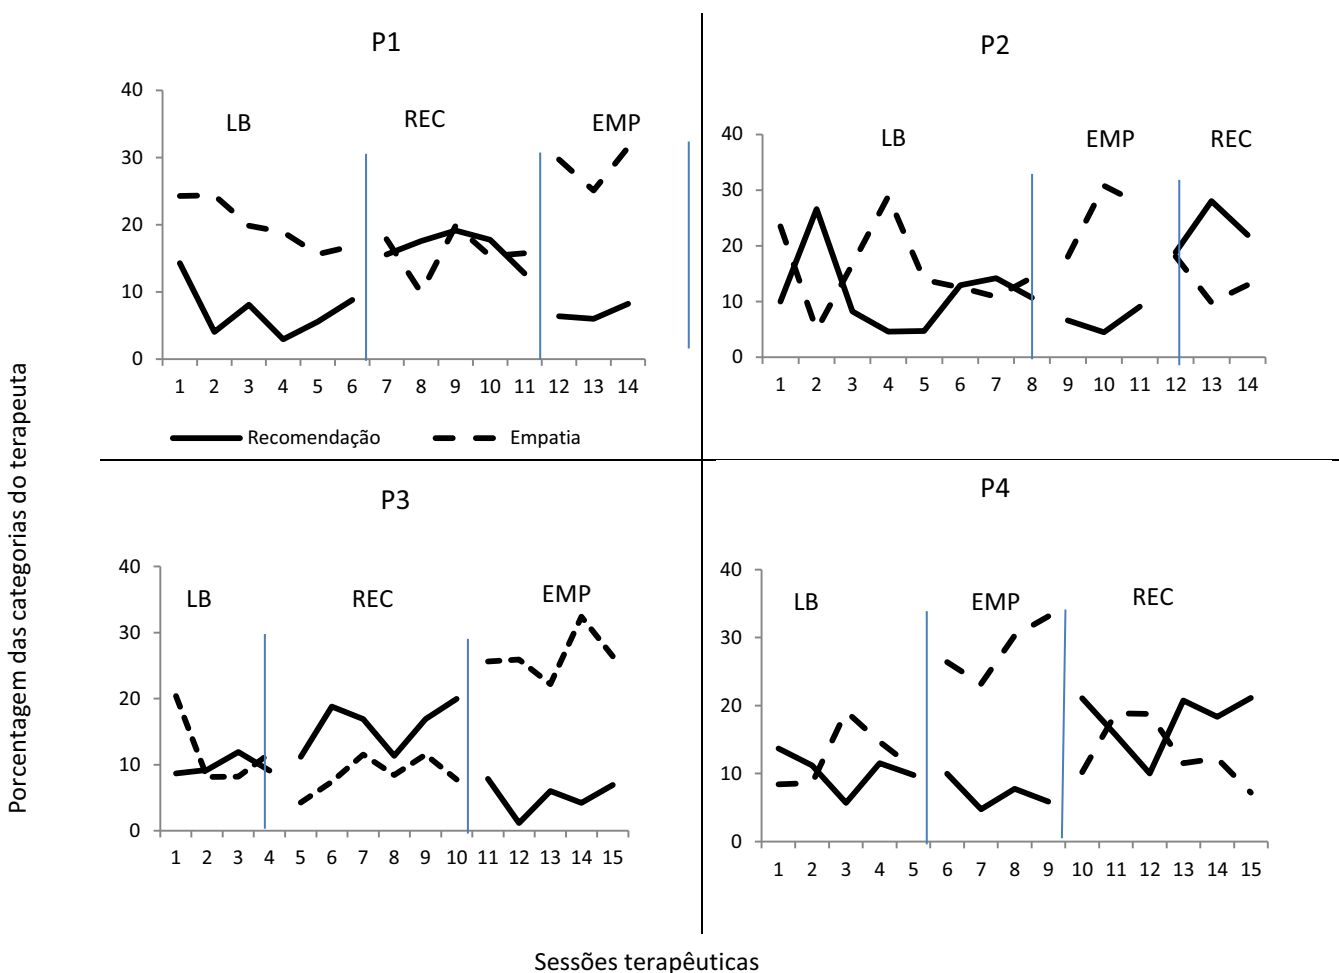 Porcentagem das categorias do terapeuta
P1
LB REC EMP
40
30
20
10
0
1 2 3 4 5 6 7 8 9 10 11 12 13 14
Recomendação Empatia
P2
LB EMP REC
40
30
20
10
0
1 2 3 4 5 6 7 8 9 10 11 12 13 14
P3
LB REC EMP
40
30
20
10
0
1 2 3 4 5 6 7 8 9 10 11 12 13 14 15
P4
LB EMP REC
40
30
20
10
0
1 2 3 4 5 6 7 8 9 10 11 12 13 14 15
Sessões terapêuticas